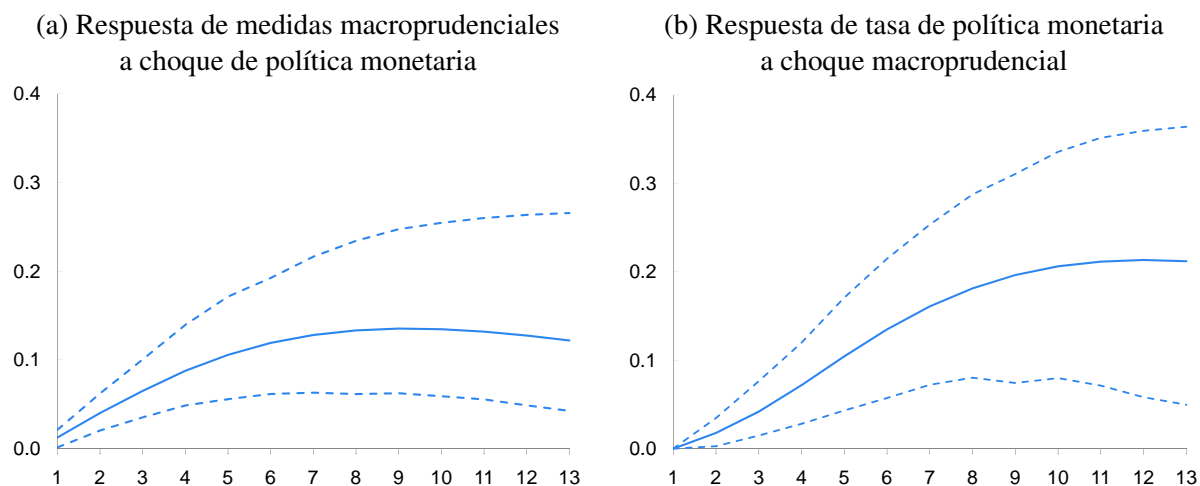 (a) Respuesta de medidas macroprudenciales
a choque de política monetaria
0.4
0.3
0.2
0.1
0.0
1 2 3 4 5 6 7 8 9 10 11 12 13
(b) Respuesta de tasa de política monetaria
a choque macroprudencial
0.4
0.3
0.2
0.1
0.0
1 2 3 4 5 6 7 8 9 10 11 12 13